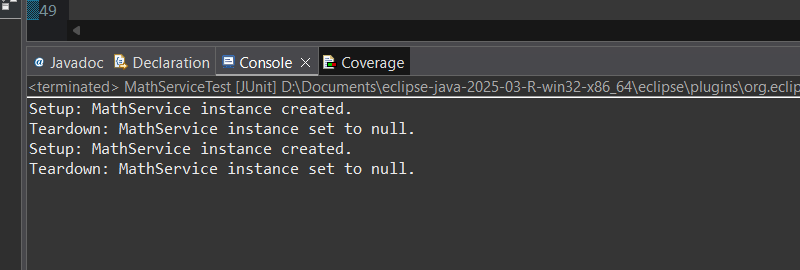 49
Javadoc Declaration Console Coverage
<terminated> MathServiceTest [JUnit] D:\Documents\eclipse-java-2025-03-R-win32-x86_64\eclipse\plugins\org.eclip
Setup: MathService instance created.
Teardown: MathService instance set to null.
Setup: MathService instance created.
Teardown: MathService instance set to null.